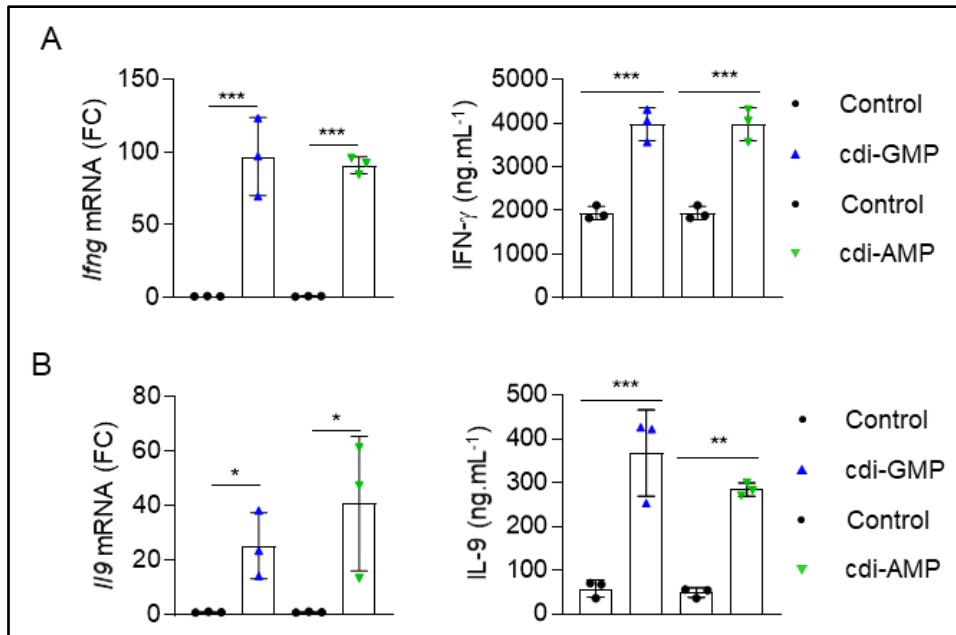 A
Ifng mRNA (FC)
150
100
50
0
***
***
IFN-γ (ng.mL-1)
5000
4000
3000
2000
1000
0
***
***
Control
cdi-GMP
Control
cdi-AMP
B
Il9 mRNA (FC)
80
60
40
20
0
*
*
IL-9 (ng.mL-1)
500
400
300
200
100
0
***
**
Control
cdi-GMP
Control
cdi-AMP